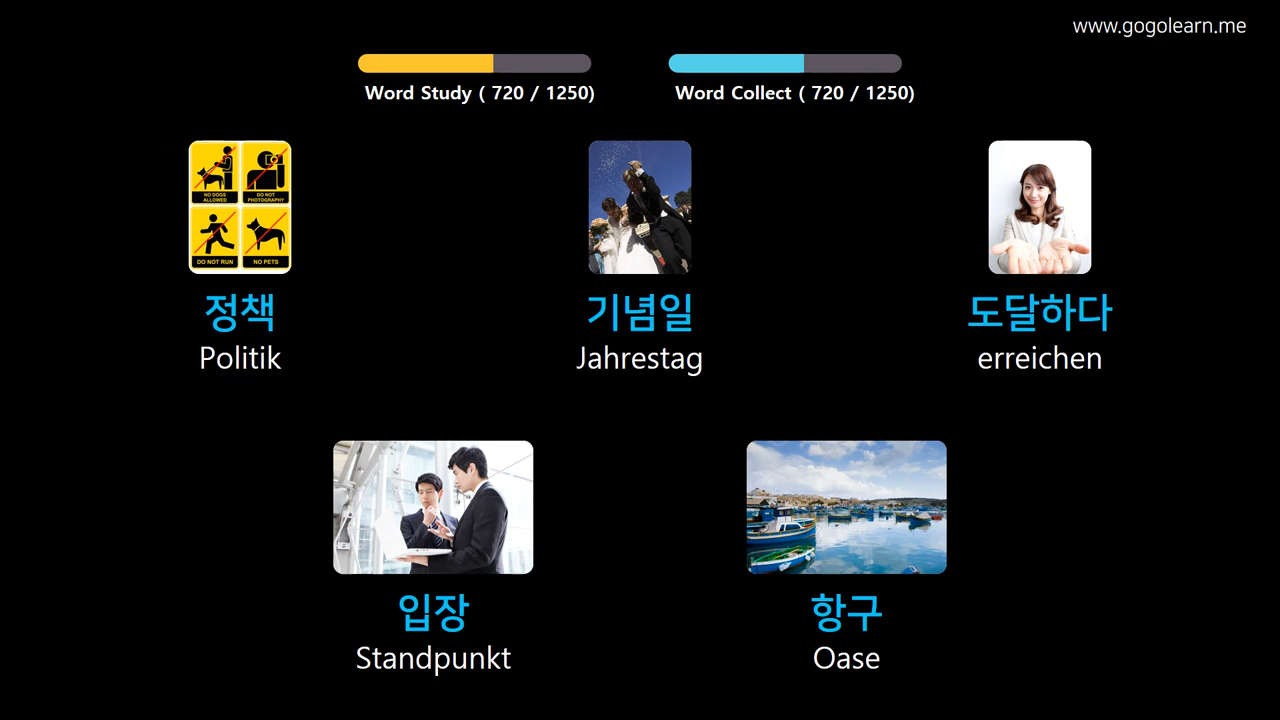 www.gogolearn.me
Word Study ( 720 / 1250)
Word Collect ( 720 / 1250)
NO DOGS
ALLOWED
DO NOT
PHOTOGRAPHY
DO NOT RUN
NO PETS
정책
Politik
기념일
Jahrestag
도달하다
erreichen
입장
Standpunkt
항구
Oase